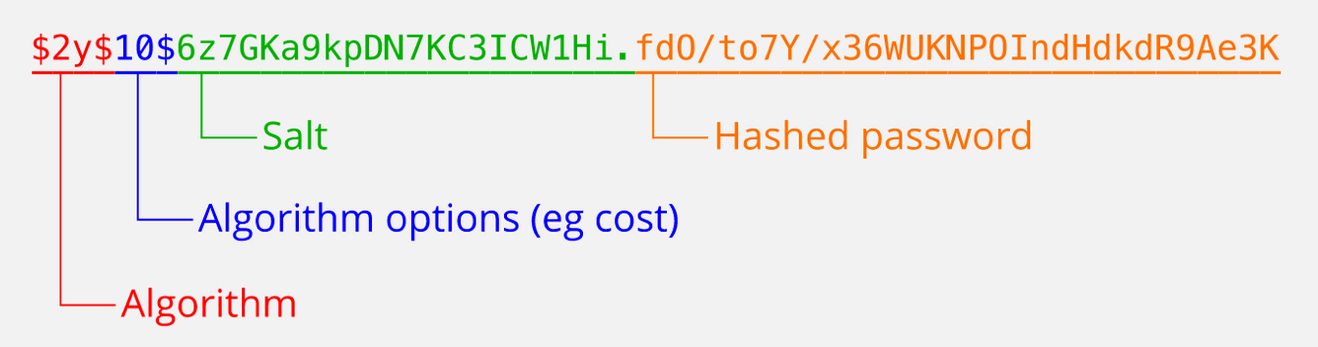 $2y$10$6z7GKa9kpDN7KC3ICW1Hi.fdO/to7Y/x36WUKNPOIndHdkdR9Ae3K
Salt
Hashed password
Algorithm options (eg cost)
Algorithm